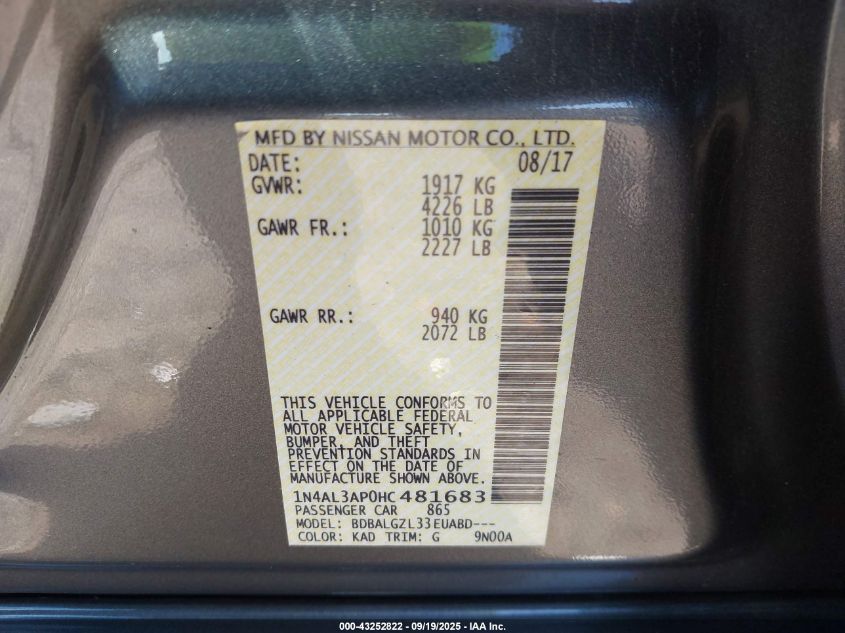 MFD BY NISSAN MOTOR CO., LTD.
DATE: 08/17
GVWR: 1917 KG
4226 LB
GAWR FR.: 1010 KG
2227 LB
GAWR RR.: 940 KG
2072 LB
THIS VEHICLE CONFORMS TO
ALL APPLICABLE FEDERAL
MOTOR VEHICLE SAFETY,
BUMPER, AND THEFT
PREVENTION STANDARDS IN
EFFECT ON THE DATE OF
MANUFACTURE SHOWN ABOVE.
1N4AL3AP0HC481683
PASSENGER CAR 865
MODEL: BDBALGZL33EUABD---
COLOR: KAD TRIM: G 9N00A
000-43252822 - 09/19/2025 - IAA Inc.